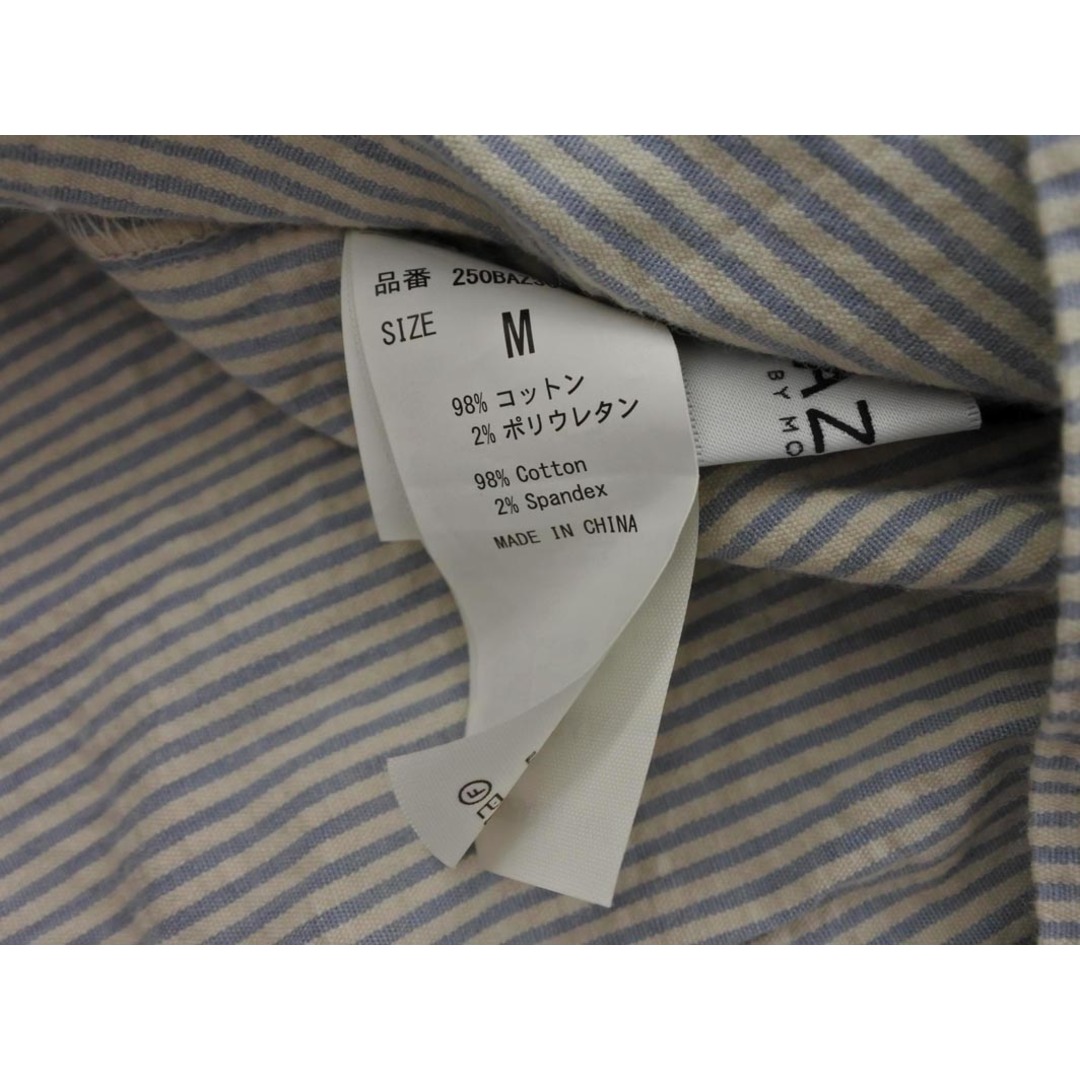 品番
SIZE M
98% コットン
2% ポリウレタン
98% Cotton
2% Spandex
MADE IN CHINA
AZ
BY MO
F